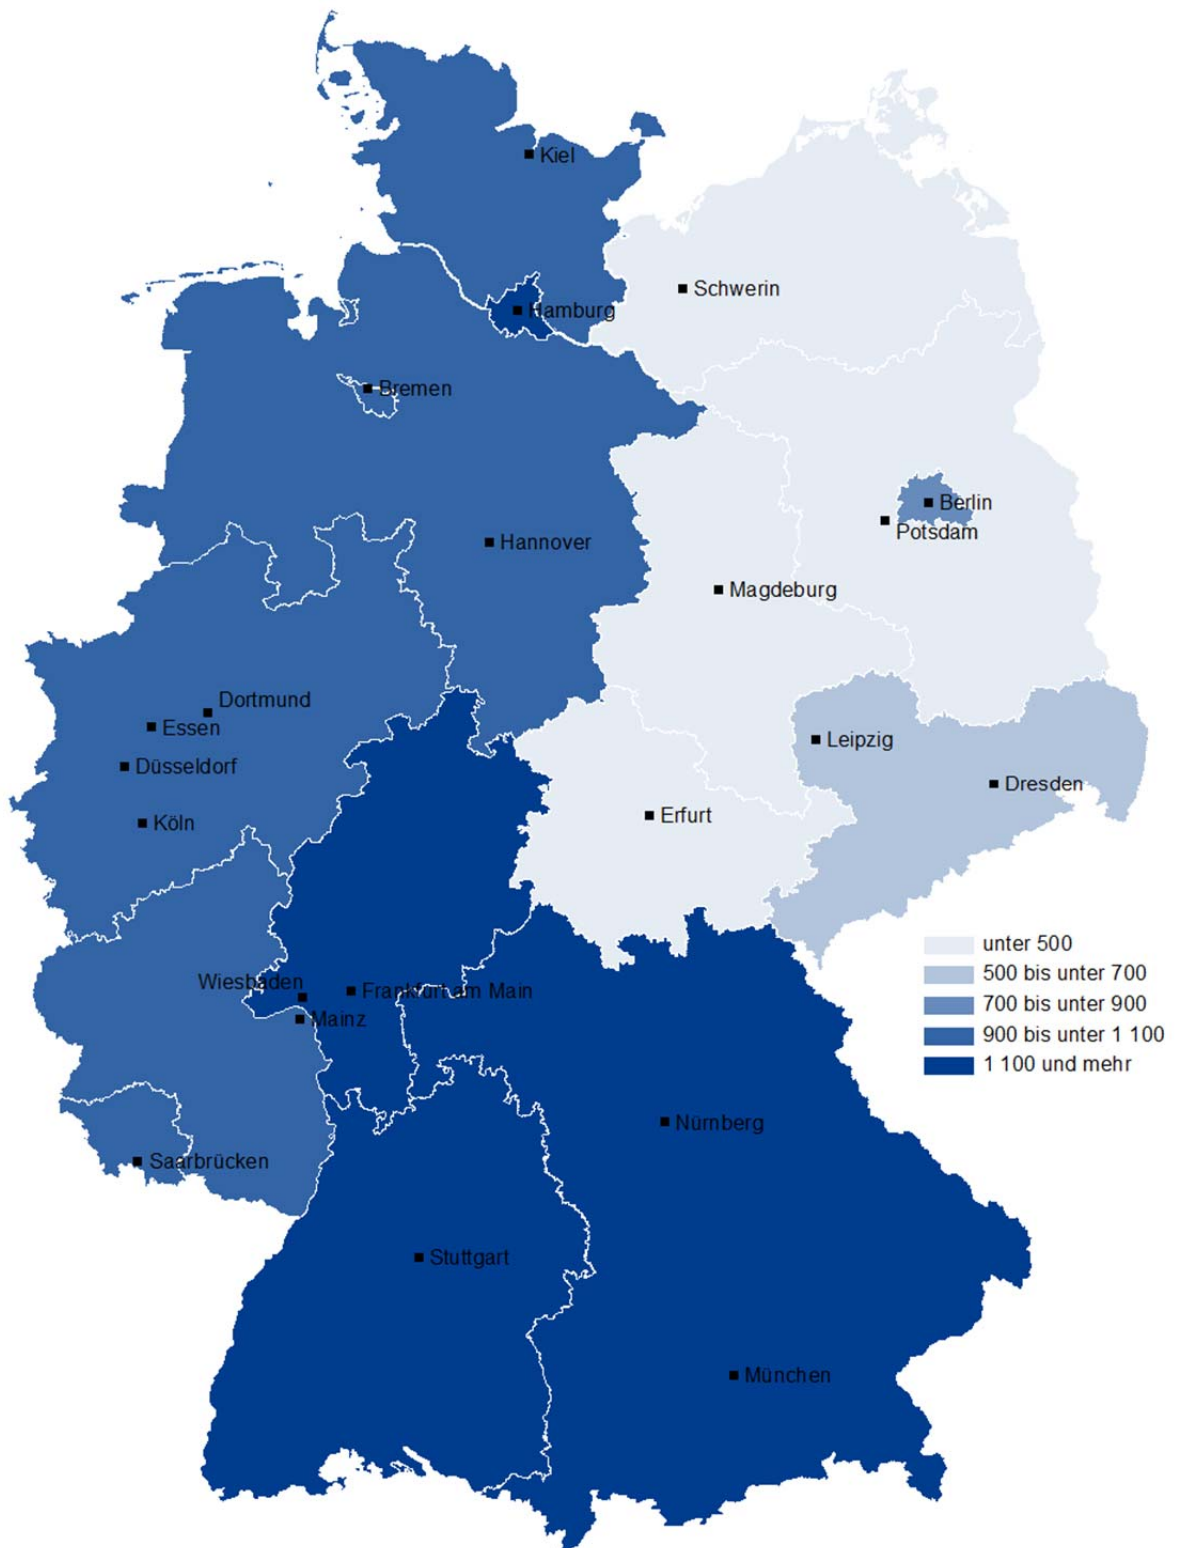 Kiel
Schwerin
Hamburg
Bremen
Berlin
Potsdam
Hannover
Magdeburg
Dortmund
Essen
Leipzig
Düsseldorf
Dresden
Köln
Erfurt
unter 500
500 bis unter 700
700 bis unter 900
900 bis unter 1 100
1 100 und mehr
Wiesbaden
Frankfurt am Main
Mainz
Nürnberg
Saarbrücken
Stuttgart
München